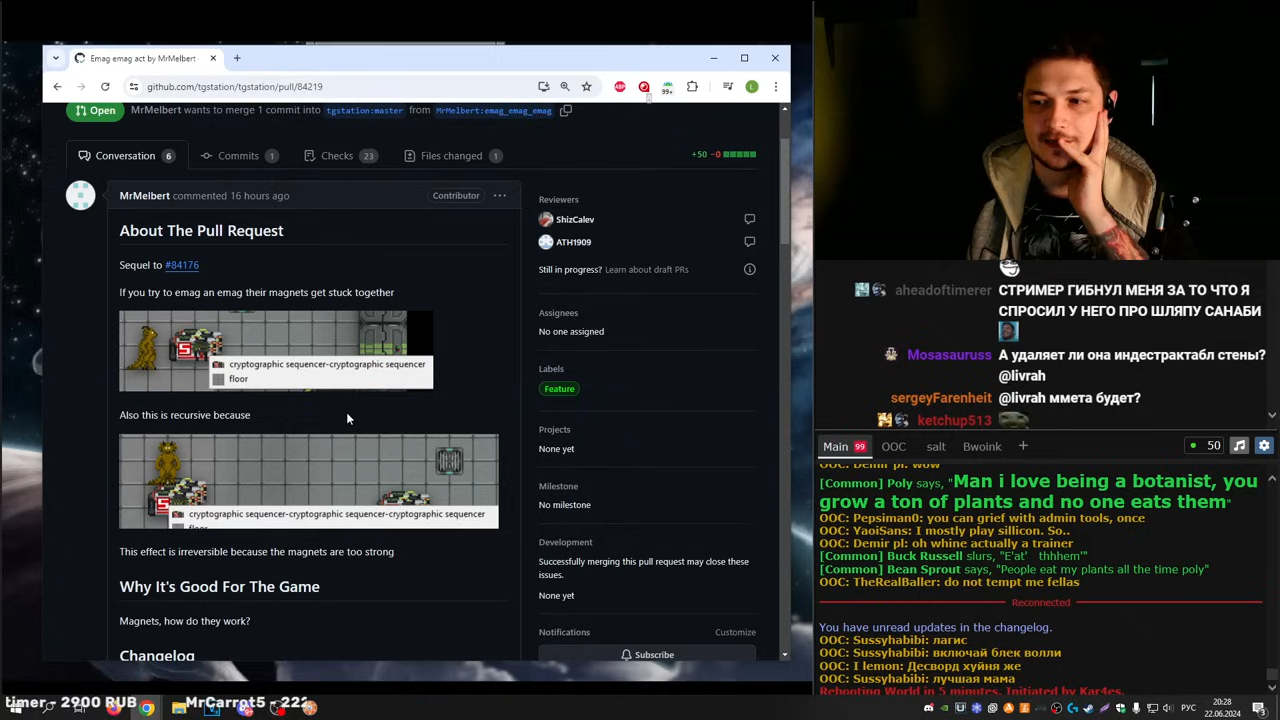 Emag emag act by MrMelbert
github.com/tgstation/tgstation/pull/84219
ABP
99+
L
Open
MrMelbert wants to merge 1 commit into tgstation:master from MrMelbert:emag_emag_emag
Conversation 6
Commits 1
Checks 23
Files changed 1
+50 −0
MrMelbert commented 16 hours ago
Contributor
About The Pull Request
Sequel to #84176
If you try to emag an emag their magnets get stuck together
S
cryptographic sequencer-cryptographic sequencer
floor
Also this is recursive because
S
cryptographic sequencer-cryptographic sequencer-cryptographic sequencer
floor
This effect is irreversible because the magnets are too strong
Why It's Good For The Game
Magnets, how do they work?
Changelog
Reviewers
ShizCalev
ATH1909
Still in progress? Learn about draft PRs
Assignees
No one assigned
Labels
Feature
Projects
None yet
Milestone
No milestone
Development
Successfully merging this pull request may close these
issues.
None yet
Notifications
Customize
Subscribe
aheadoftimerer СТРИМЕР ГИБНУЛ МЕНЯ ЗА ТО ЧТО Я
СПРОСИЛ У НЕГО ПРО ШЛЯПУ САНАБИ
Mosasauruss А удаляет ли она индестрактабл стены?
@livrah
sergeyFarenheit @livrah ммета будет?
ketchup513
Main 99 OOC salt Bwoink +
50
OOC: Demir pl: wow
[Common] Poly says, "Man i love being a botanist, you
grow a ton of plants and no one eats them"
OOC: Pepsiman0: you can grief with admin tools, once
OOC: YaoiSans: I mostly play sillicon. So..
OOC: Demir pl: oh whine actually a trainer
[Common] Buck Russell slurs, "E'at' thhhem'"
[Common] Bean Sprout says, "People eat my plants all the time poly"
OOC: TheRealBaller: do not tempt me fellas
Reconnected
You have unread updates in the changelog.
OOC: Sussyhabibi: лагис
OOC: Sussyhabibi: включай блек волли
OOC: I lemon: Десворд хуйня же
OOC: Sussyhabibi: лучшая мама
Rebooting World in 5 minutes. Initiated by Kar4es.
timer: 2900 RUB
MrCarrot5 - 222
РУС
20:28
22.06.2024